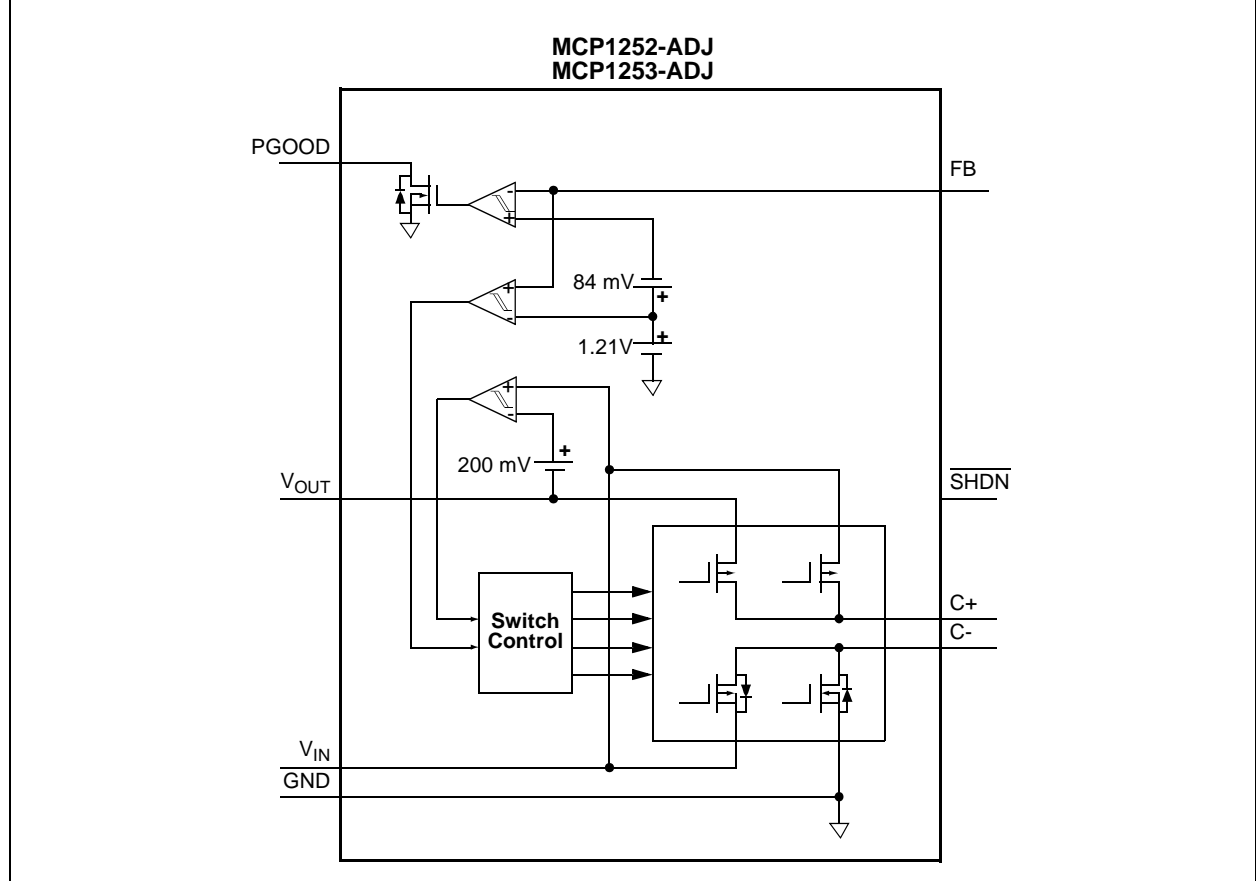 MCP1252-ADJ
MCP1253-ADJ
PGOOD
FB
-
+
84 mV
+
+
-
+
1.21V
+
-
+
200 mV
VOUT
SHDN
Switch
Control
C+
C-
VIN
GND